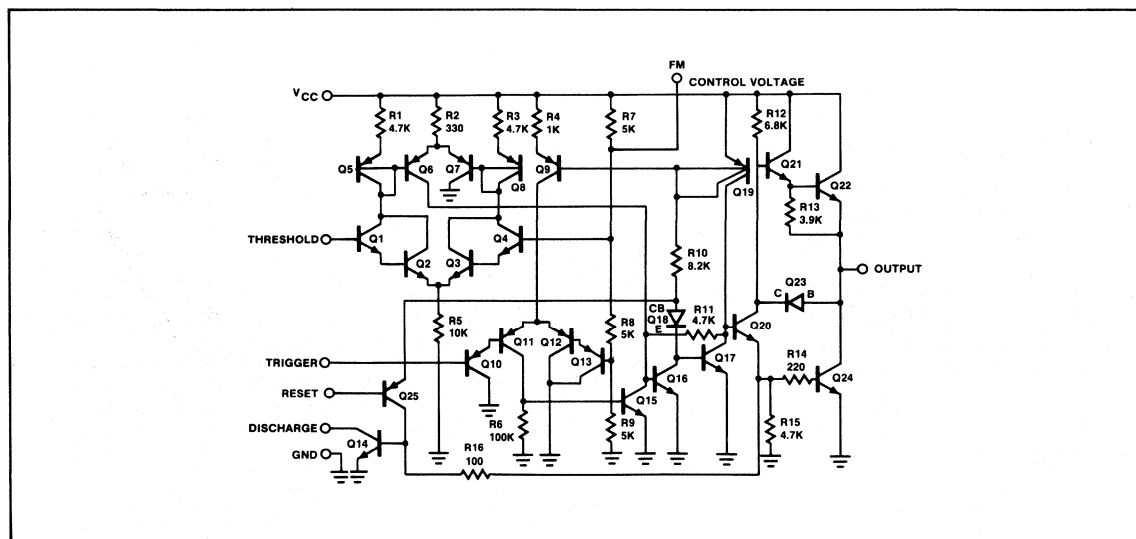 FM
CONTROL VOLTAGE
VCC
R1
4.7K
R2
330
R3
4.7K
R4
1K
R7
5K
R12
6.8K
Q5
Q6
Q7
Q8
Q9
Q19
Q21
Q22
R13
3.9K
THRESHOLD
Q1
Q2
Q3
Q4
R10
8.2K
OUTPUT
Q23
C
B
CB
Q18
E
R11
4.7K
Q20
R5
10K
R8
5K
Q11
Q12
Q13
TRIGGER
Q10
Q17
R14
220
Q24
RESET
Q25
Q15
Q16
R6
100K
R9
5K
R15
4.7K
DISCHARGE
Q14
GND
R16
100